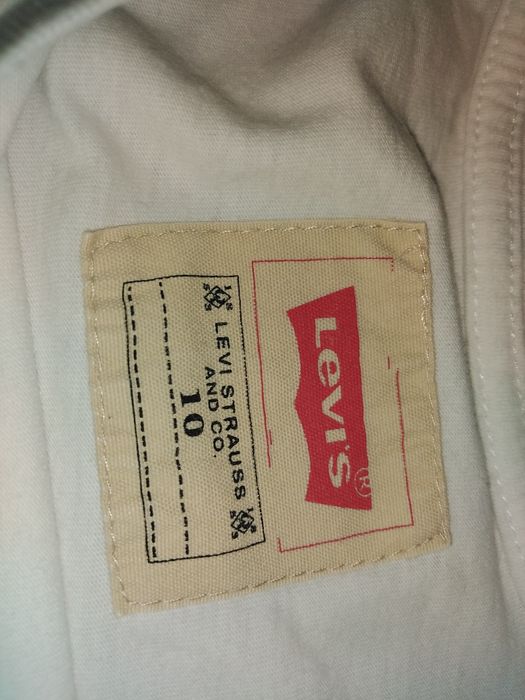 LEVI'S®
LEVI STRAUSS
AND CO.
10